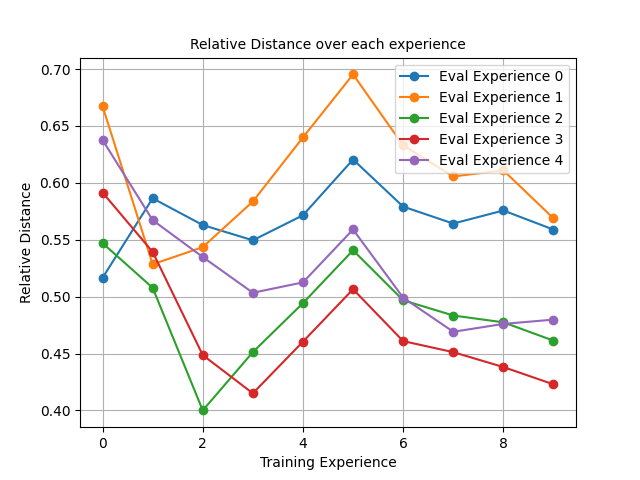 Relative Distance over each experience
Relative Distance
0.70
0.65
0.60
0.55
0.50
0.45
0.40
Eval Experience 0
Eval Experience 1
Eval Experience 2
Eval Experience 3
Eval Experience 4
0
2
4
6
8
Training Experience